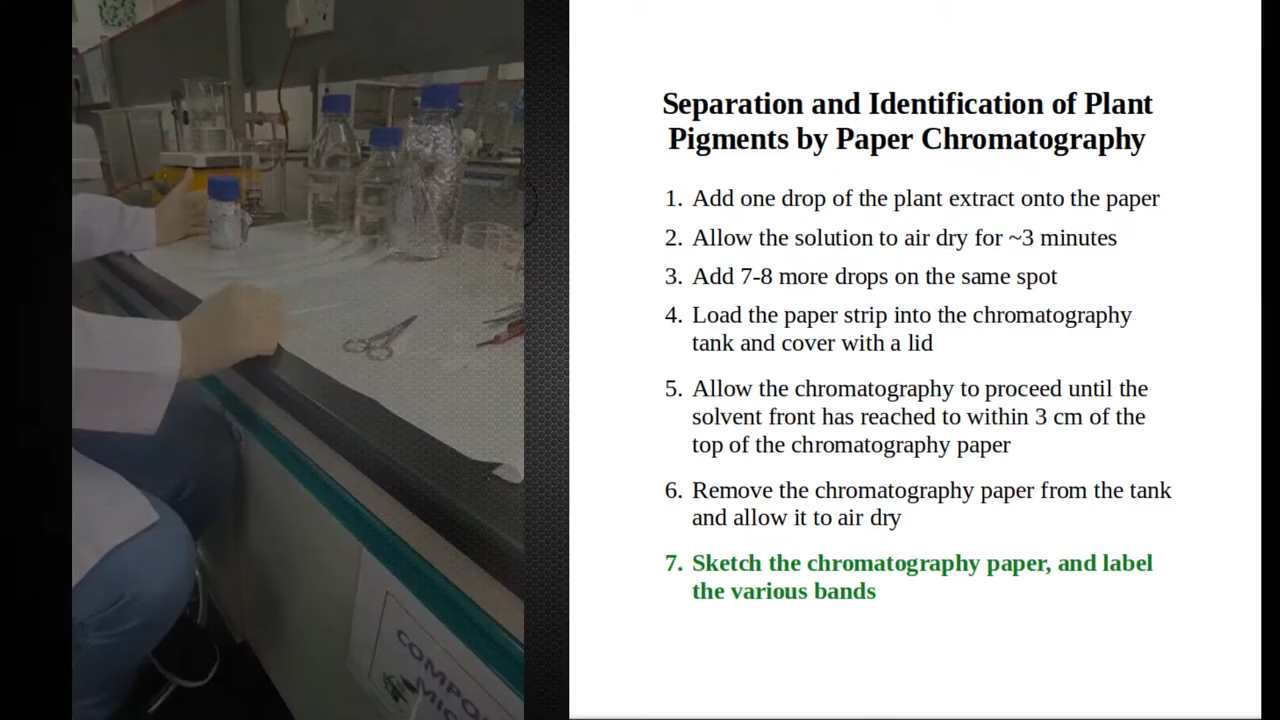 Separation and Identification of Plant
Pigments by Paper Chromatography
1. Add one drop of the plant extract onto the paper
2. Allow the solution to air dry for ~3 minutes
3. Add 7-8 more drops on the same spot
4. Load the paper strip into the chromatography
tank and cover with a lid
5. Allow the chromatography to proceed until the
solvent front has reached to within 3 cm of the
top of the chromatography paper
6. Remove the chromatography paper from the tank
and allow it to air dry
7. Sketch the chromatography paper, and label
the various bands